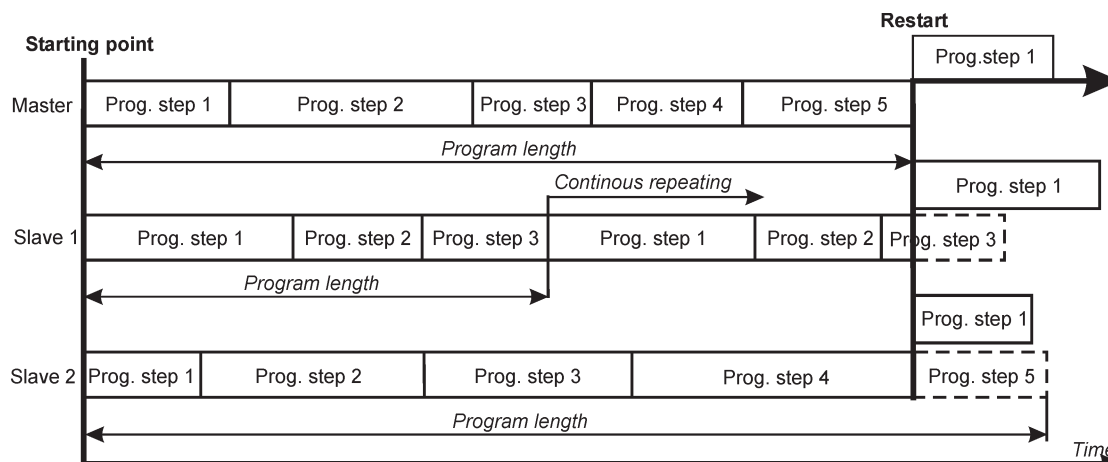 Restart
Starting point
Prog.step 1
Master
Prog. step 1
Prog. step 2
Prog. step 3
Prog. step 4
Prog. step 5
Program length
Continous repeating
Prog. step 1
Slave 1
Prog. step 1
Prog. step 2
Prog. step 3
Prog. step 1
Prog. step 2
Prog. step 3
Program length
Prog. step 1
Slave 2
Prog. step 1
Prog. step 2
Prog. step 3
Prog. step 4
Prog. step 5
Program length
Time